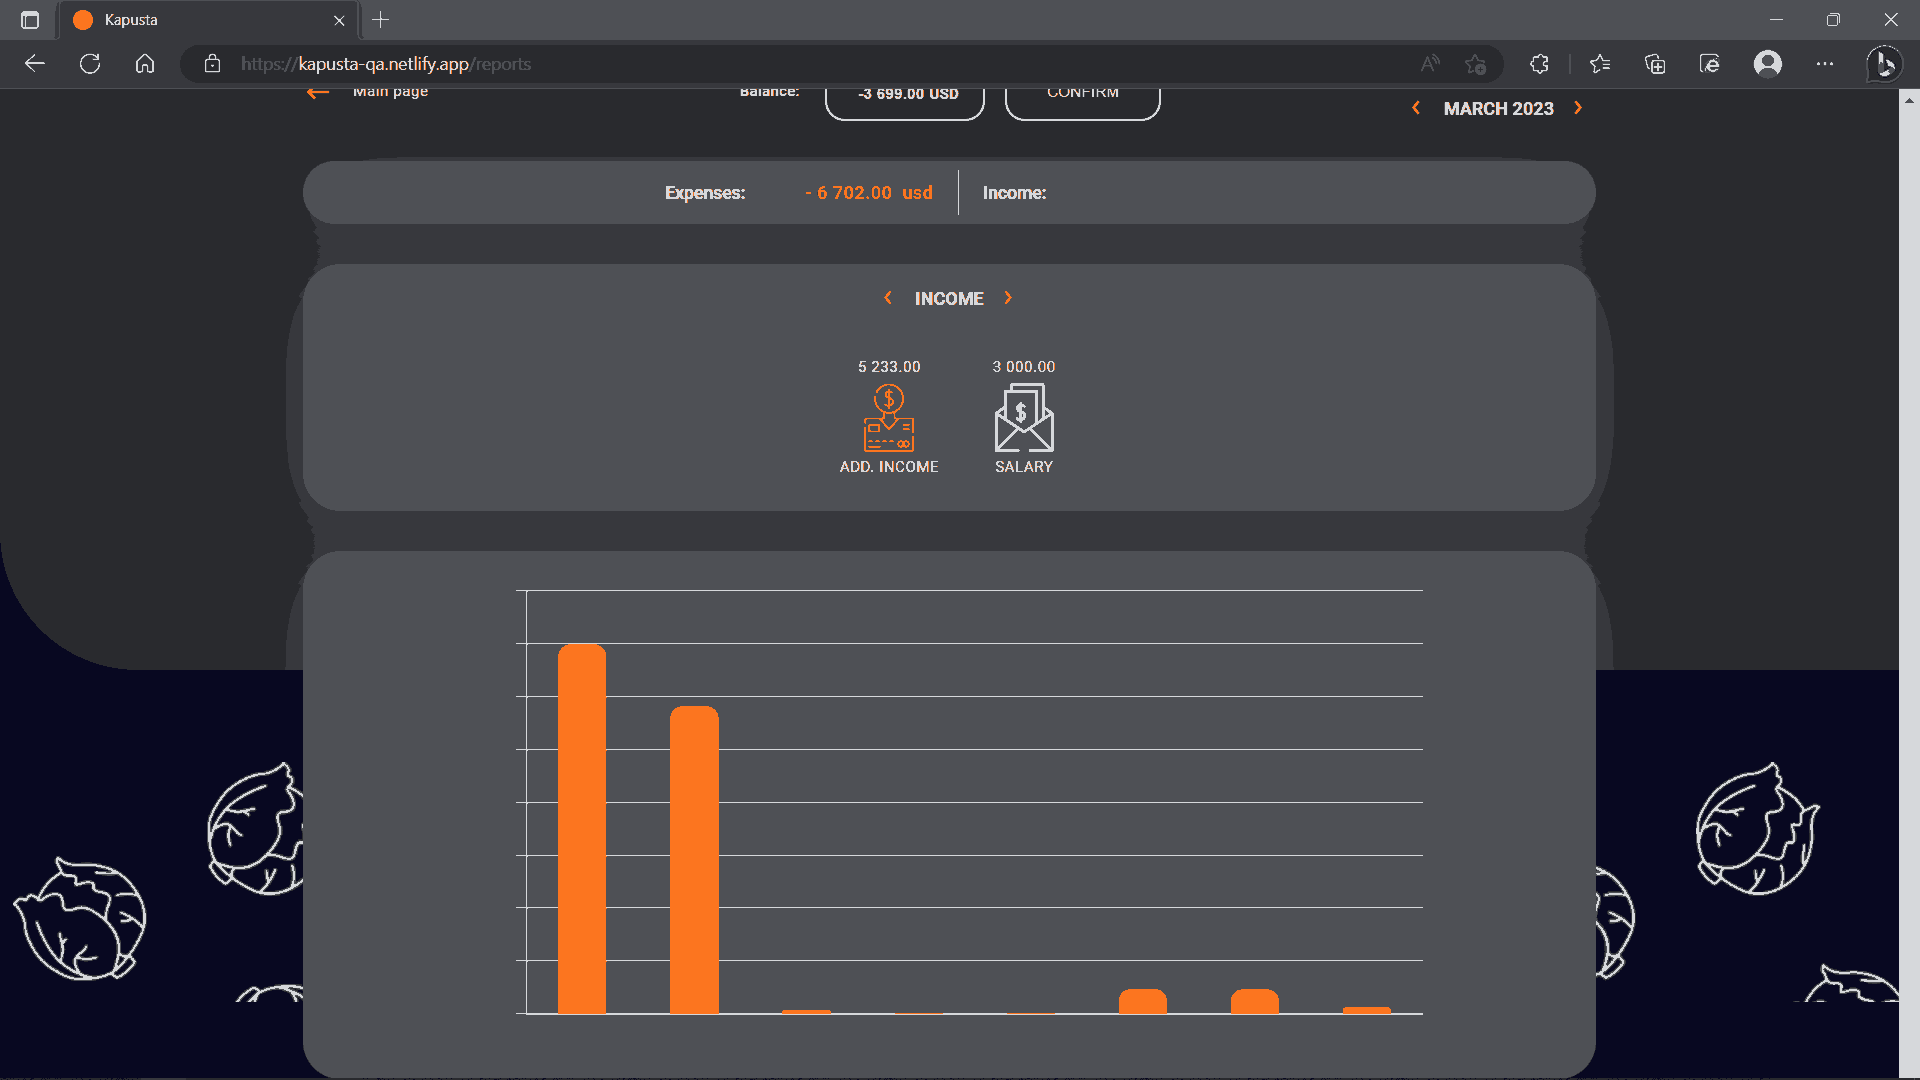 Kapusta
https://kapusta-qa.netlify.app/reports
Main page
Balance: -3 699.00 USD CONFIRM
MARCH 2023
Expenses: - 6 702.00 usd Income:
INCOME
5 233.00 3 000.00
ADD. INCOME SALARY